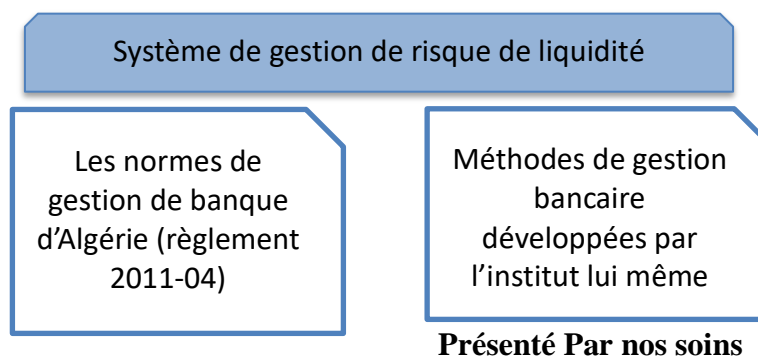 Système de gestion de risque de liquidité
Les normes de
gestion de banque
d’Algérie (règlement
2011-04)
Méthodes de gestion
bancaire
développées par
l’institut lui même
Présenté Par nos soins